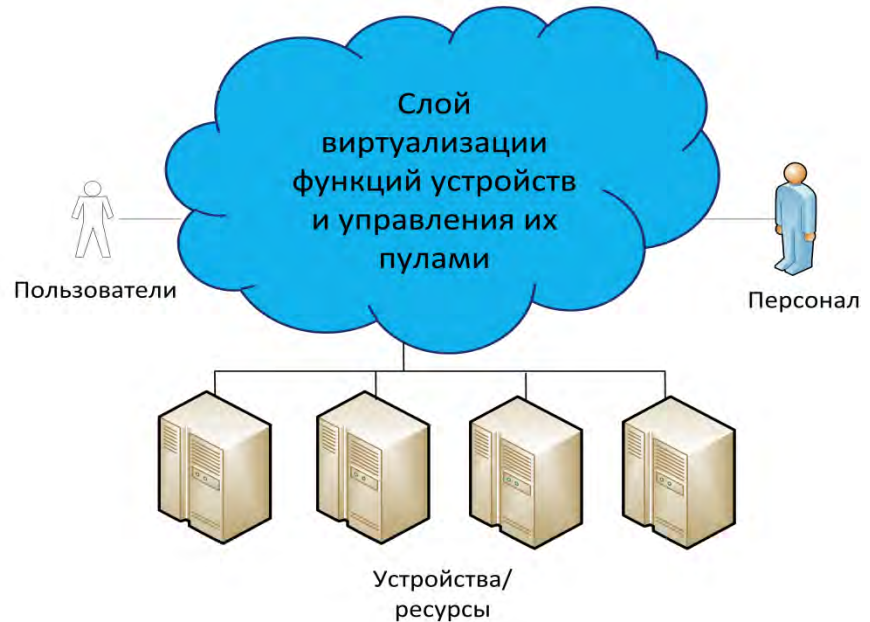 Слой
виртуализации
функций устройств
и управления их
пулами
Пользователи
Персонал
Устройства/
ресурсы